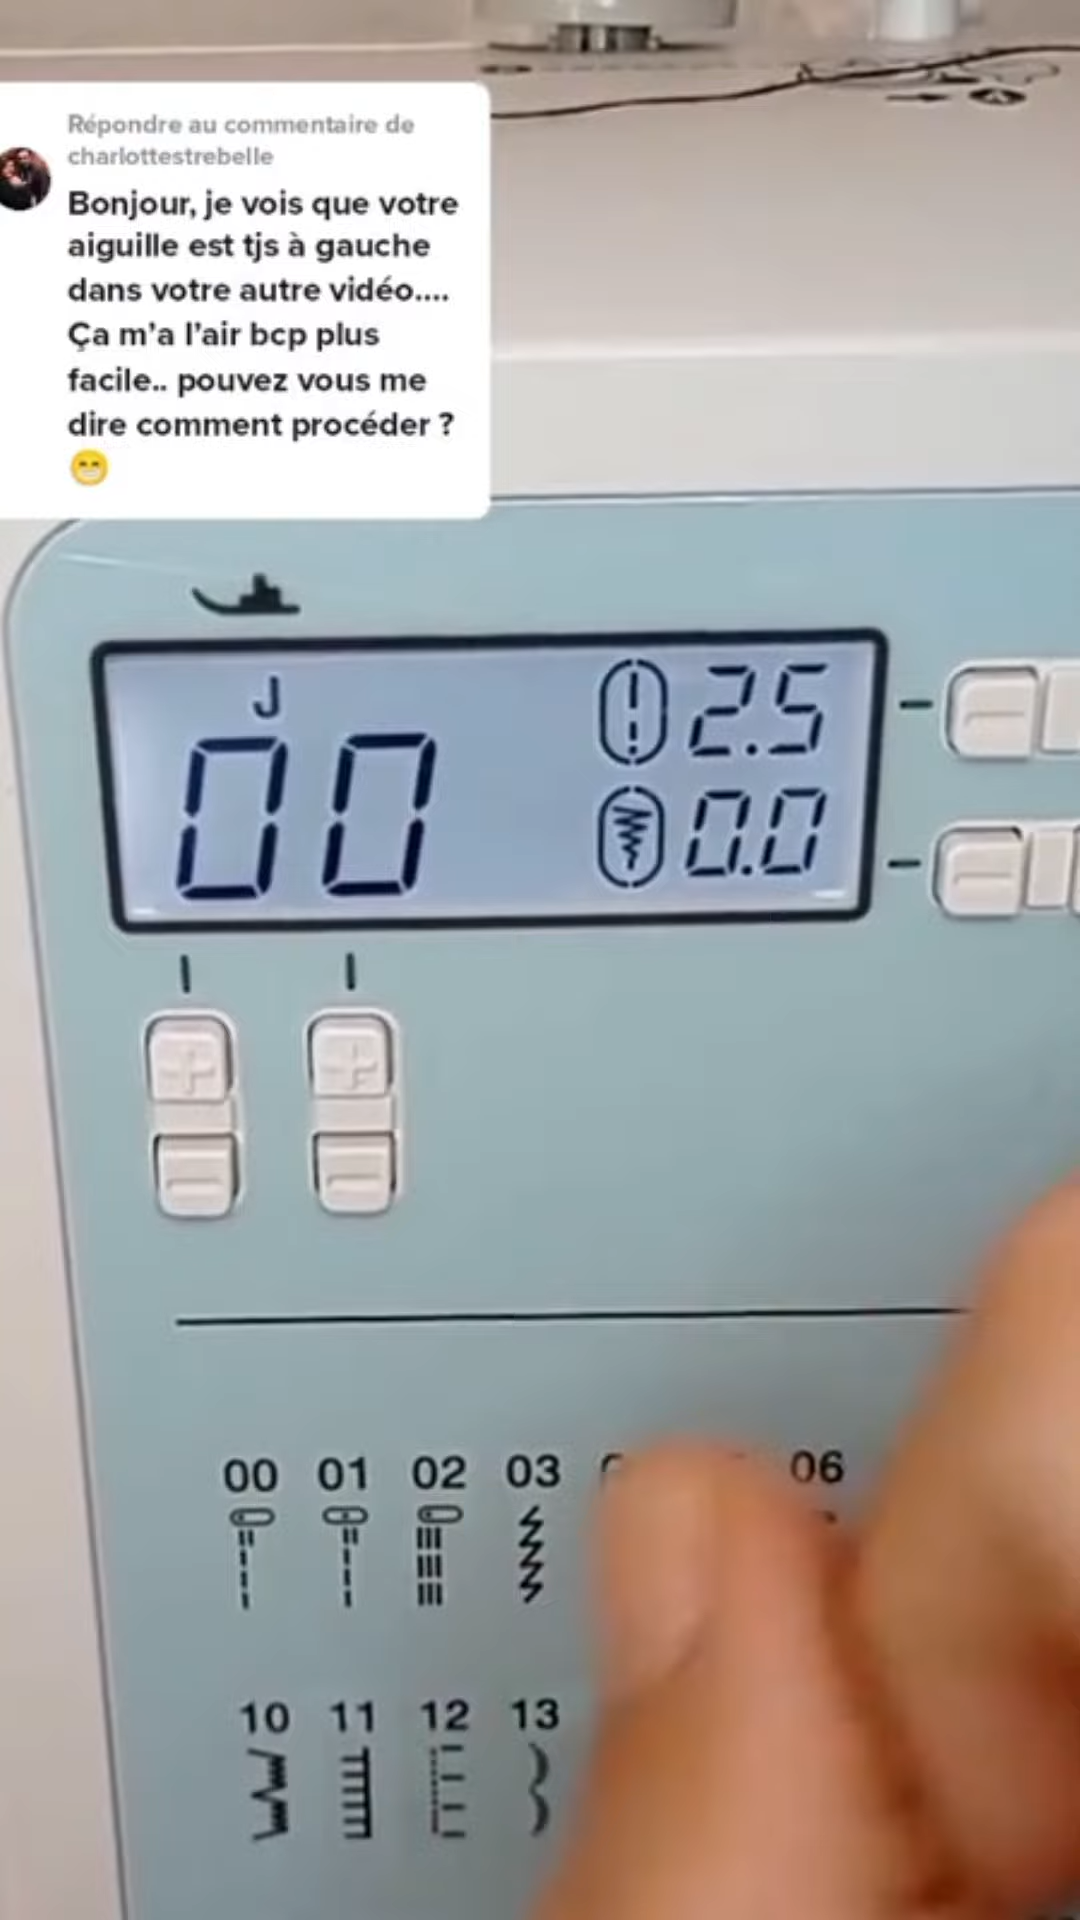 Répondre au commentaire de
charlottestrebelle
Bonjour, je vois que votre
aiguille est tjs à gauche
dans votre autre vidéo....
Ça m'a l'air bcp plus
facile.. pouvez vous me
dire comment procéder ?
😁
J
00
2.5
0.0
00 01 02 03 06
10 11 12 13